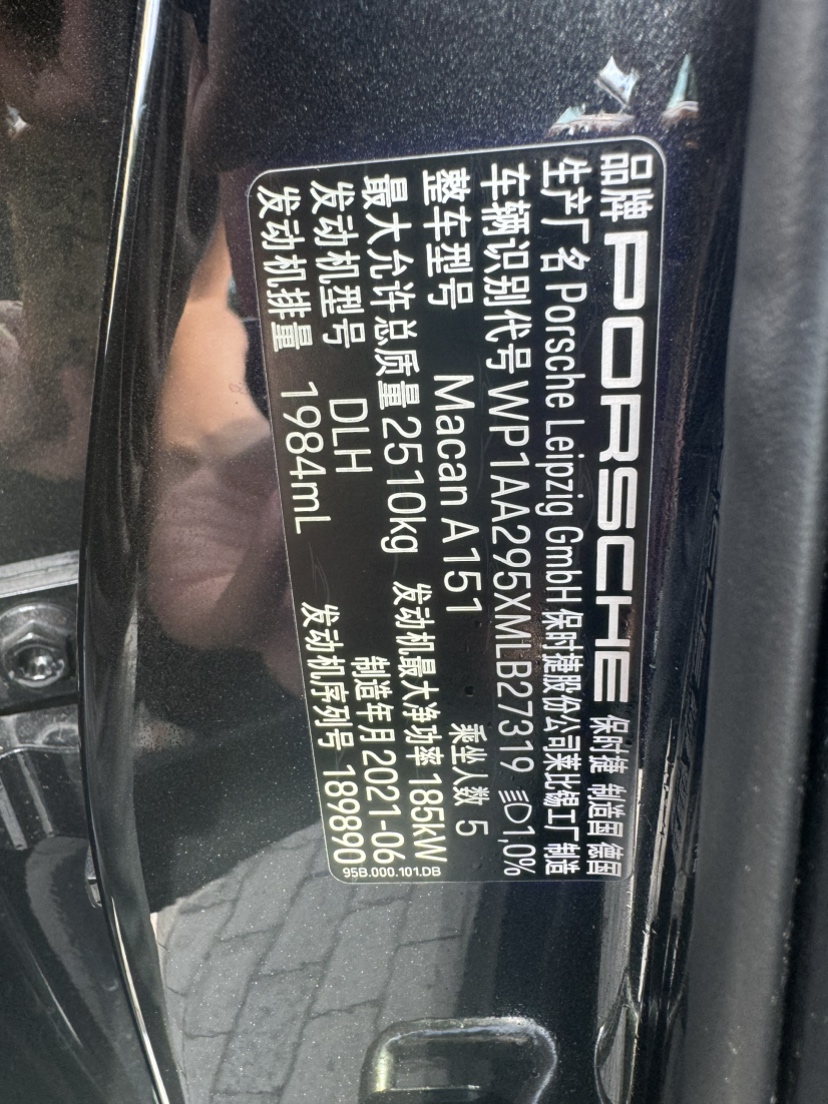 品牌 PORSCHE 保时捷 制造国 德国
生产厂名 Porsche Leipzig GmbH 保时捷股份公司莱比锡工厂制造
车辆识别代号 WP1AA295XMLB27319 1,0%
整车型号 Macan A151 乘坐人数 5
最大允许总质量 2510kg 发动机最大净功率 185kW
发动机型号 DLH 制造年月 2021-06
发动机排量 1984mL 发动机序列号 189890
95B.000.101.DB